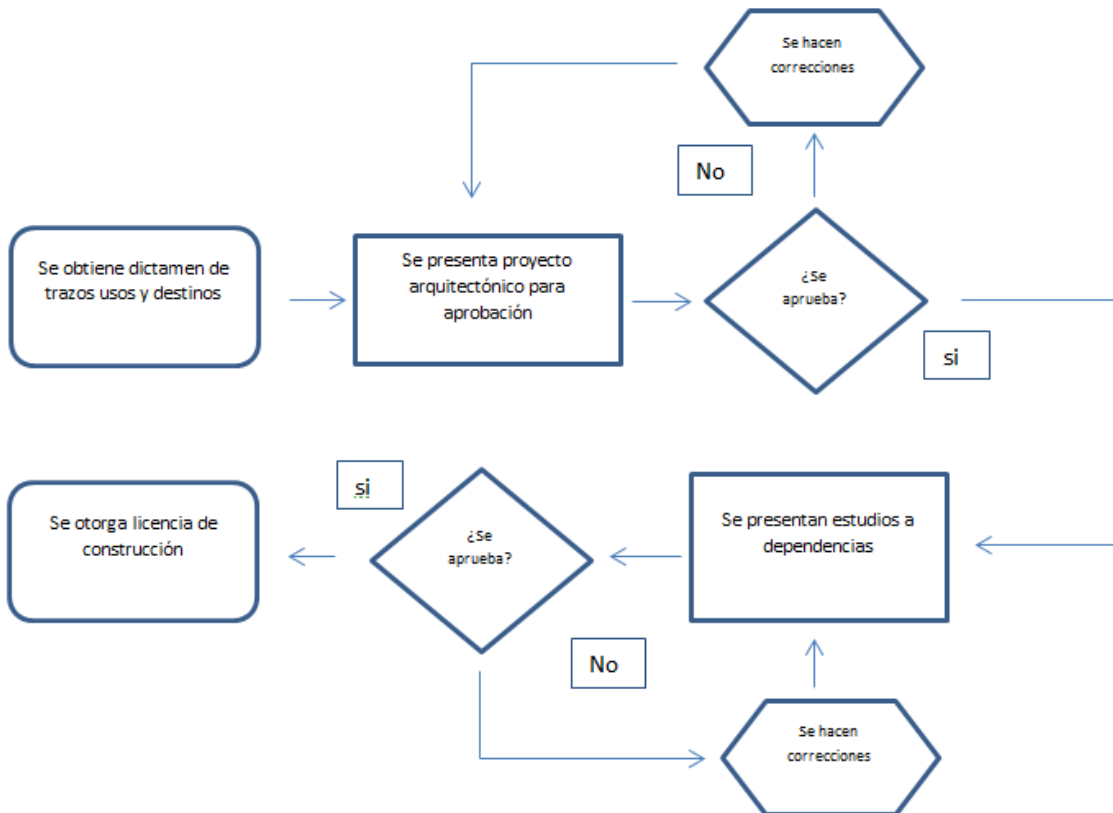 Se hacen
correcciones
No
Se obtiene dictamen de
trazos usos y destinos
Se presenta proyecto
arquitectónico para
aprobación
¿Se
aprueba?
si
si
Se otorga licencia de
construcción
¿Se
aprueba?
Se presentan estudios a
dependencias
No
Se hacen
correcciones